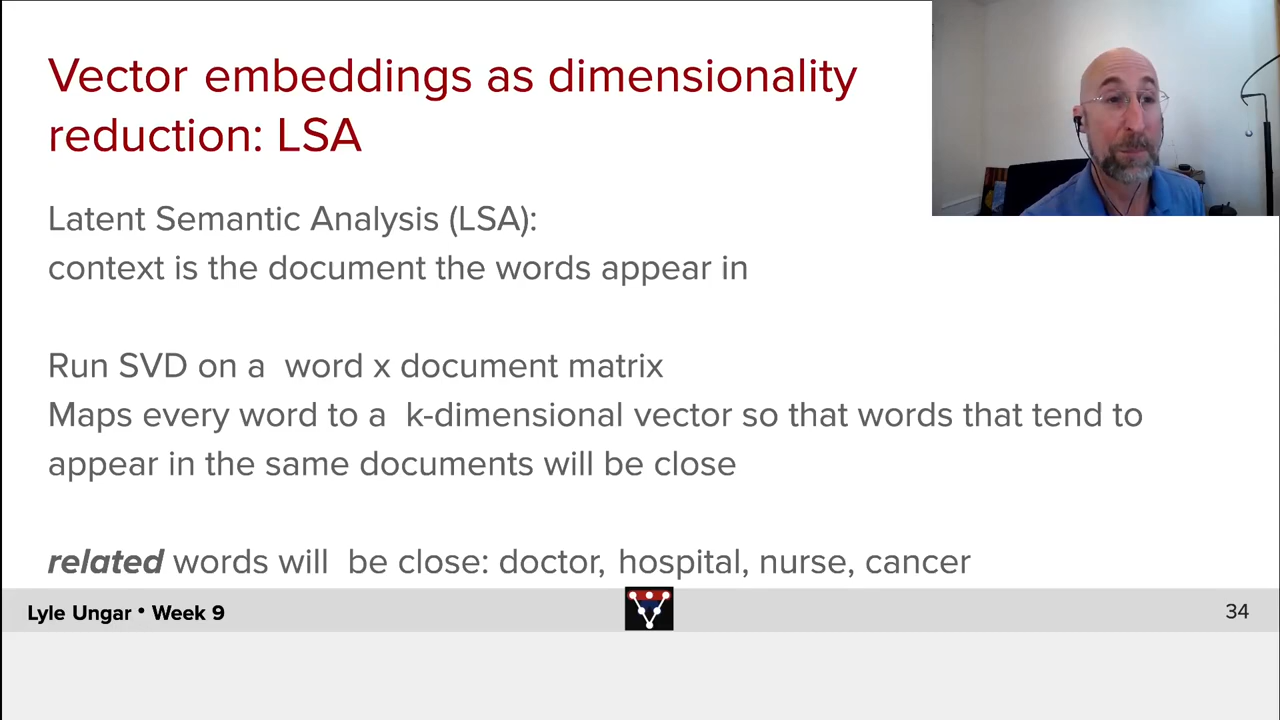 Vector embeddings as dimensionality
reduction: LSA
Latent Semantic Analysis (LSA):
context is the document the words appear in
Run SVD on a word x document matrix
Maps every word to a k-dimensional vector so that words that tend to
appear in the same documents will be close
related words will be close: doctor, hospital, nurse, cancer
Lyle Ungar • Week 9
34